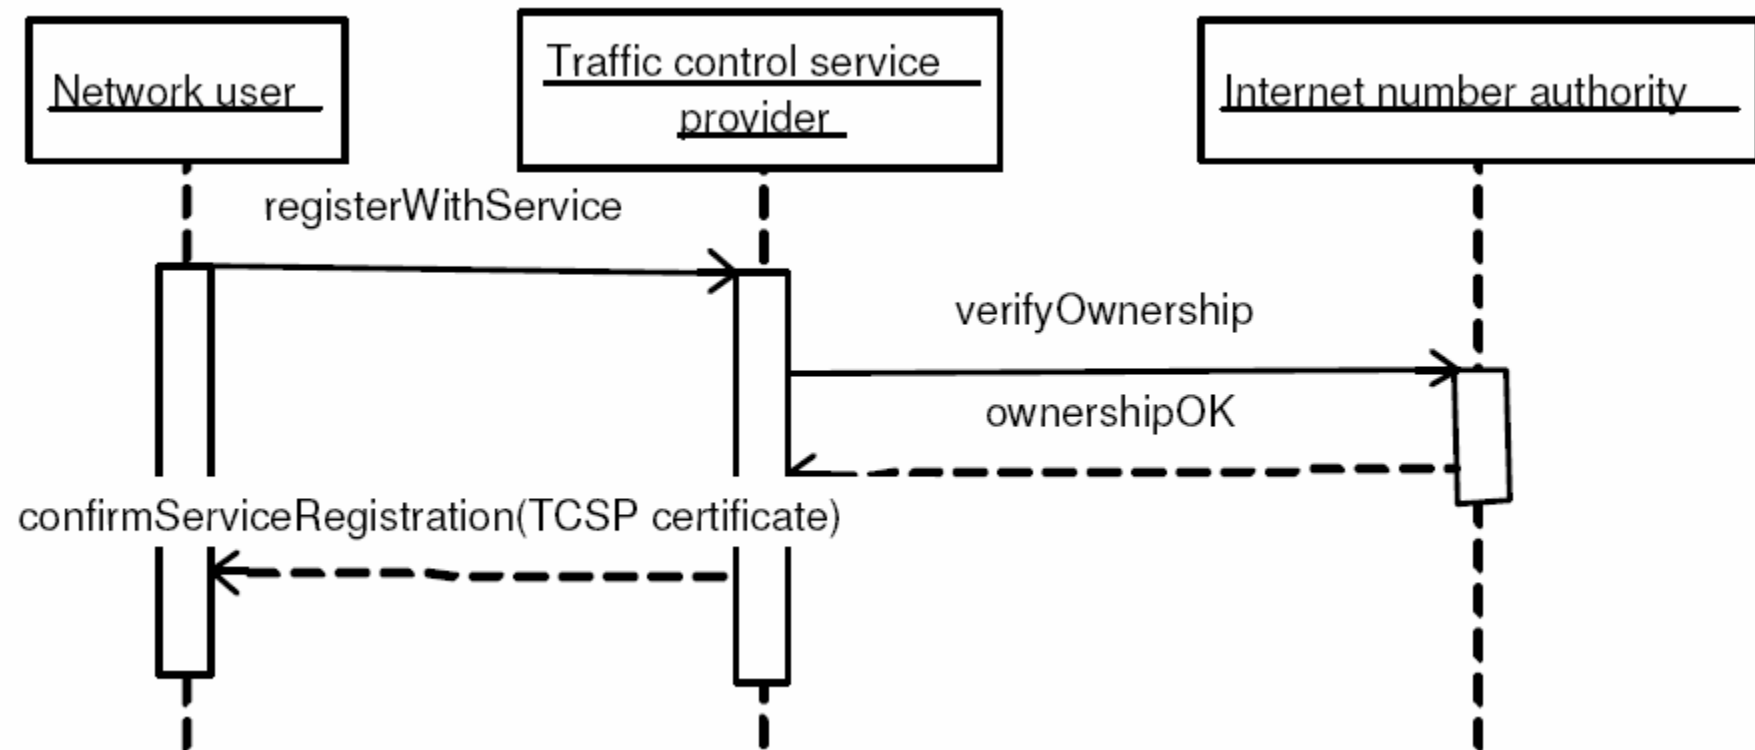 Network user
Traffic control service
provider
Internet number authority
registerWithService
verifyOwnership
ownershipOK
confirmServiceRegistration(TCSP certificate)